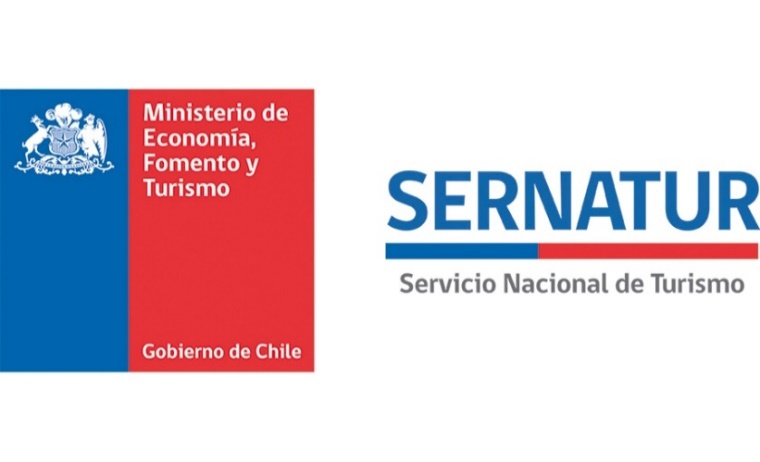 Ministerio de
Economía,
Fomento y
Turismo
Gobierno de Chile
SERNATUR
Servicio Nacional de Turismo